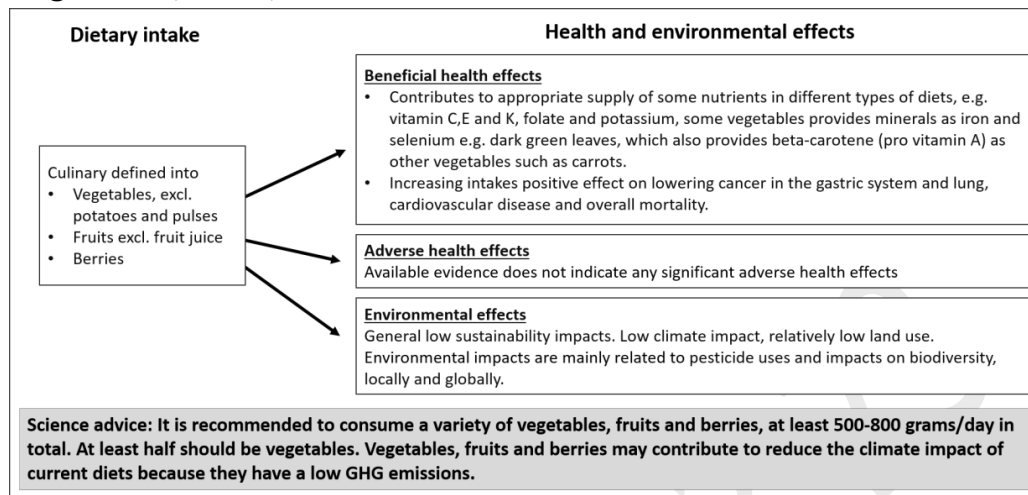 Dietary intake
Health and environmental effects
Culinary defined into
• Vegetables, excl.
potatoes and pulses
• Fruits excl. fruit juice
• Berries
Beneficial health effects
• Contributes to appropriate supply of some nutrients in different types of diets, e.g.
vitamin C,E and K, folate and potassium, some vegetables provides minerals as iron and
selenium e.g. dark green leaves, which also provides beta-carotene (pro vitamin A) as
other vegetables such as carrots.
• Increasing intakes positive effect on lowering cancer in the gastric system and lung,
cardiovascular disease and overall mortality.
Adverse health effects
Available evidence does not indicate any significant adverse health effects
Environmental effects
General low sustainability impacts. Low climate impact, relatively low land use.
Environmental impacts are mainly related to pesticide uses and impacts on biodiversity,
locally and globally.
Science advice: It is recommended to consume a variety of vegetables, fruits and berries, at least 500-800 grams/day in
total. At least half should be vegetables. Vegetables, fruits and berries may contribute to reduce the climate impact of
current diets because they have a low GHG emissions.